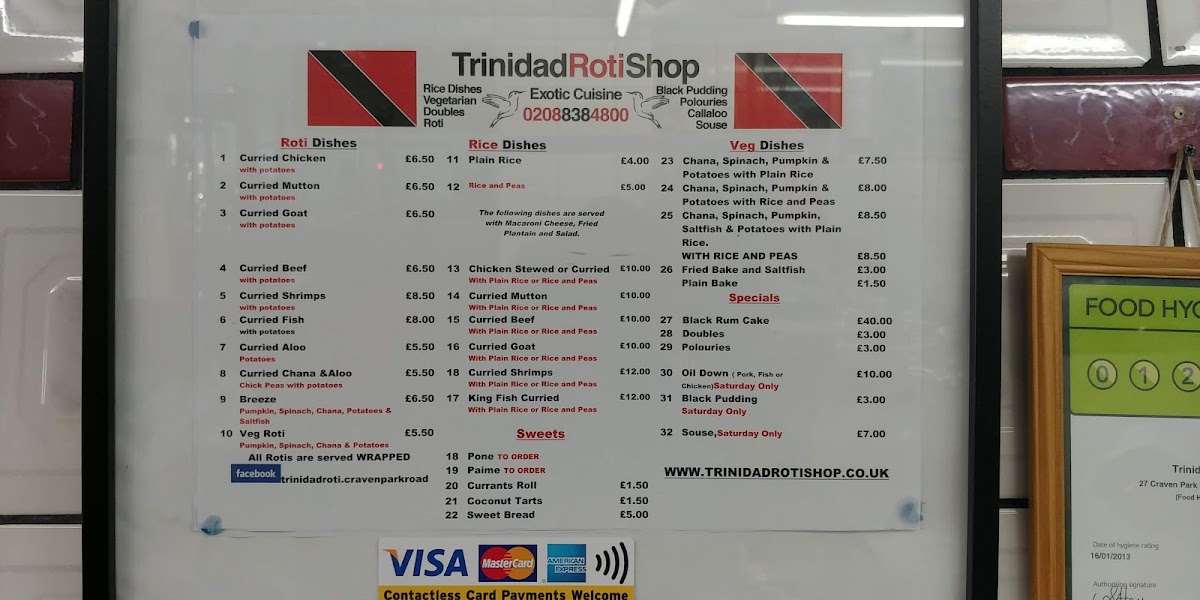 TrinidadRotiShop
Rice Dishes
Vegetarian
Doubles
Roti
Exotic Cuisine
02088384800
Black Pudding
Polouries
Callaloo
Souse
Roti Dishes
1 Curried Chicken £6.50
with potatoes
2 Curried Mutton £6.50
with potatoes
3 Curried Goat £6.50
with potatoes
4 Curried Beef £6.50
with potatoes
5 Curried Shrimps £8.50
with potatoes
6 Curried Fish £8.00
with potatoes
7 Curried Aloo £5.50
Potatoes
8 Curried Chana &Aloo £5.50
Chick Peas with potatoes
9 Breeze £6.50
Pumpkin, Spinach, Chana, Potatoes &
Saltfish
10 Veg Roti £5.50
Pumpkin, Spinach, Chana & Potatoes
All Rotis are served WRAPPED
facebook trinidadroti.cravenparkroad
Rice Dishes
11 Plain Rice £4.00
12 Rice and Peas £5.00
The following dishes are served
with Macaroni Cheese, Fried
Plantain and Salad.
13 Chicken Stewed or Curried £10.00
With Plain Rice or Rice and Peas
14 Curried Mutton £10.00
With Plain Rice or Rice and Peas
15 Curried Beef £10.00
With Plain Rice or Rice and Peas
16 Curried Goat £10.00
With Plain Rice or Rice and Peas
18 Curried Shrimps £12.00
With Plain Rice or Rice and Peas
17 King Fish Curried £12.00
With Plain Rice or Rice and Peas
Sweets
18 Pone TO ORDER
19 Paime TO ORDER
20 Currants Roll £1.50
21 Coconut Tarts £1.50
22 Sweet Bread £5.00
Veg Dishes
23 Chana, Spinach, Pumpkin & £7.50
Potatoes with Plain Rice
24 Chana, Spinach, Pumpkin & £8.00
Potatoes with Rice and Peas
25 Chana, Spinach, Pumpkin, £8.50
Saltfish & Potatoes with Plain
Rice.
WITH RICE AND PEAS £8.50
26 Fried Bake and Saltfish £3.00
Plain Bake £1.50
Specials
27 Black Rum Cake £40.00
28 Doubles £3.00
29 Polouries £3.00
30 Oil Down ( Pork, Fish or £10.00
Chicken)Saturday Only
31 Black Pudding £3.00
Saturday Only
32 Souse,Saturday Only £7.00
WWW.TRINIDADROTISHOP.CO.UK
VISA MasterCard AMERICAN EXPRESS
Contactless Card Payments Welcome
FOOD HYG
0 1 2
Trinid
27 Craven Park
(Food H
Date of hygiene rating
16/01/2013
Authorising signature